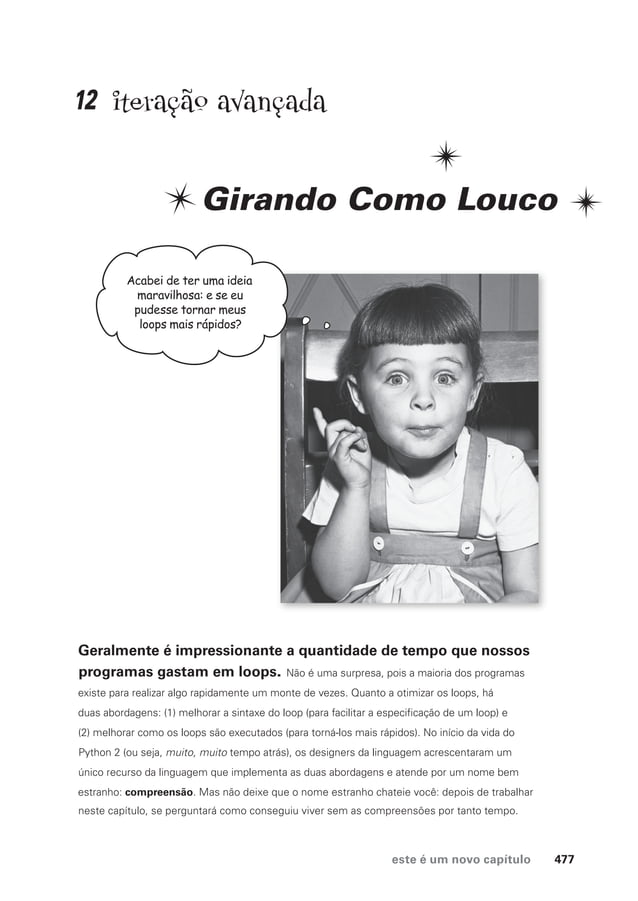 12 iteração avançada
Girando Como Louco
Acabei de ter uma ideia
maravilhosa: e se eu
pudesse tornar meus
loops mais rápidos?
Geralmente é impressionante a quantidade de tempo que nossos
programas gastam em loops. Não é uma surpresa, pois a maioria dos programas
existe para realizar algo rapidamente um monte de vezes. Quanto a otimizar os loops, há
duas abordagens: (1) melhorar a sintaxe do loop (para facilitar a especificação de um loop) e
(2) melhorar como os loops são executados (para torná-los mais rápidos). No início da vida do
Python 2 (ou seja, muito, muito tempo atrás), os designers da linguagem acrescentaram um
único recurso da linguagem que implementa as duas abordagens e atende por um nome bem
estranho: compreensão. Mas não deixe que o nome estranho chateie você: depois de trabalhar
neste capítulo, se perguntará como conseguiu viver sem as compreensões por tanto tempo.
este é um novo capítulo 477